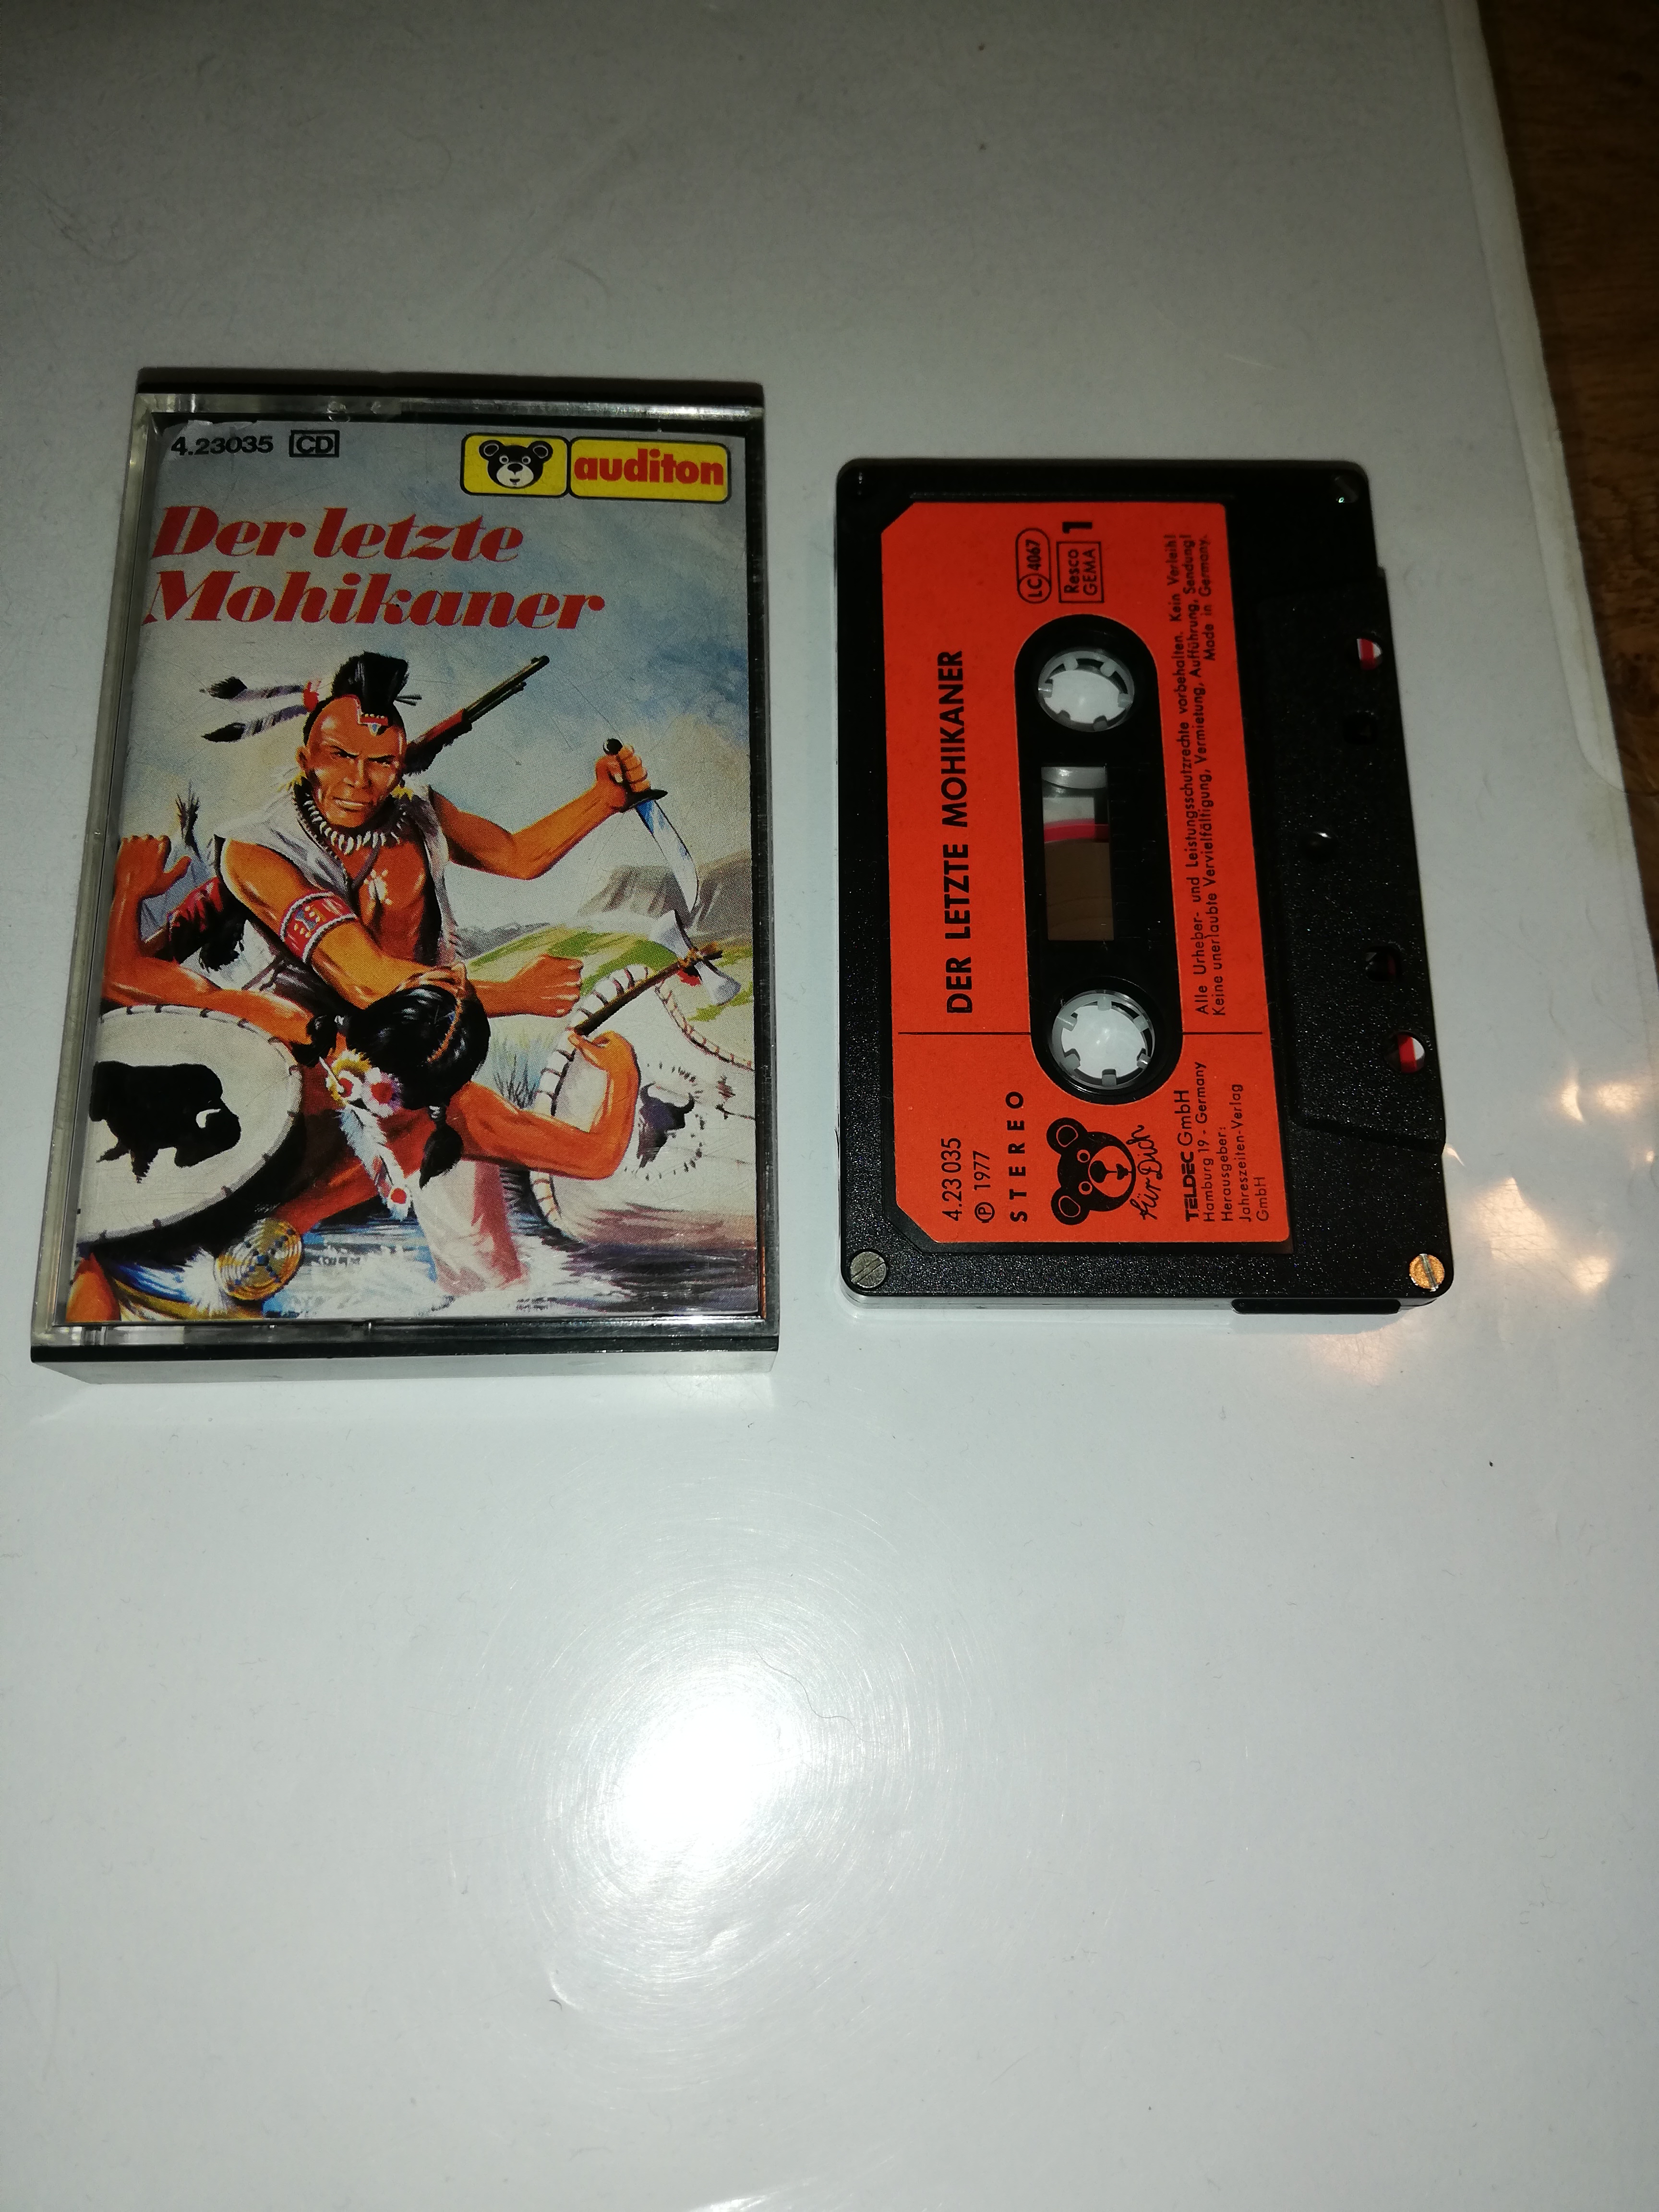 4.23035 CD
auditon
Der letzte
Mohikaner
LC 4067
Resco
GEMA
1
DER LETZTE MOHIKANER
Alle Urheber- und Leistungsschutzrechte vorbehalten. Kein Verleih!
Keine unerlaubte Vervielfältigung, Vermietung, Aufführung, Sendung!
Made in Germany.
4.23 035
℗ 1977
STEREO
für Dich
TELDEC GmbH
Hamburg 19 - Germany
Herausgeber:
Jahreszeiten-Verlag
GmbH